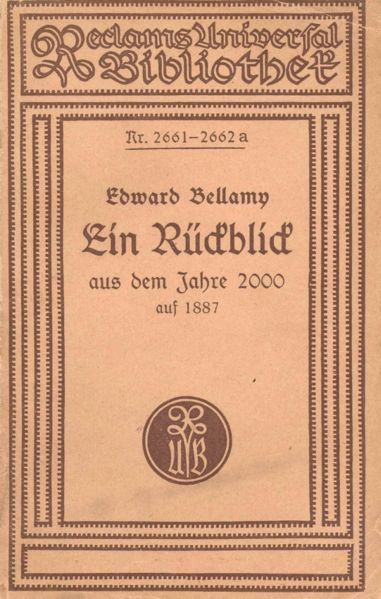 Reclams Universal
Bibliothek
Nr. 2661–2662a
Edward Bellamy
Ein Rückblick
aus dem Jahre 2000
auf 1887
RUB